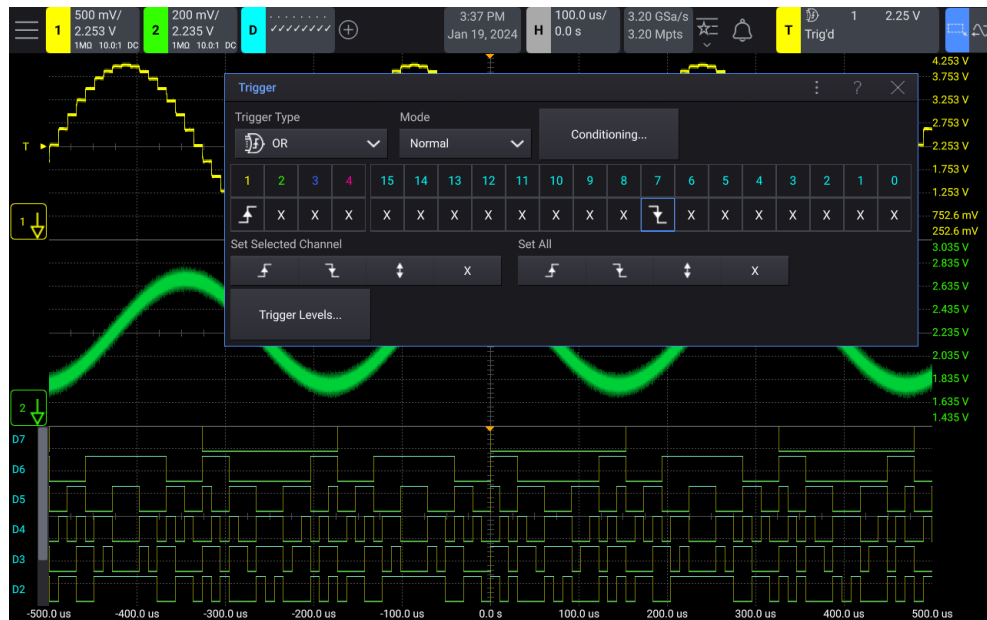 1 500 mV/ 2.253 V 1MΩ 10.0:1 DC
2 200 mV/ 2.235 V 1MΩ 10.0:1 DC
D
3:37 PM
Jan 19, 2024
H 100.0 us/ 0.0 s
3.20 GSa/s
3.20 Mpts
T Trig'd 1 2.25 V
4.253 V
3.753 V
3.253 V
2.753 V
2.253 V
1.753 V
1.253 V
752.6 mV
252.6 mV
T
1
Trigger
?
Trigger Type
Mode
OR
Normal
Conditioning...
1 2 3 4 15 14 13 12 11 10 9 8 7 6 5 4 3 2 1 0
X X X X X X X X X X X X X X X X X X
Set Selected Channel
Set All
X
X
Trigger Levels...
3.035 V
2.835 V
2.635 V
2.435 V
2.235 V
2.035 V
1.835 V
1.635 V
1.435 V
2
D7
D6
D5
D4
D3
D2
-500.0 us -400.0 us -300.0 us -200.0 us -100.0 us 0.0 s 100.0 us 200.0 us 300.0 us 400.0 us 500.0 us